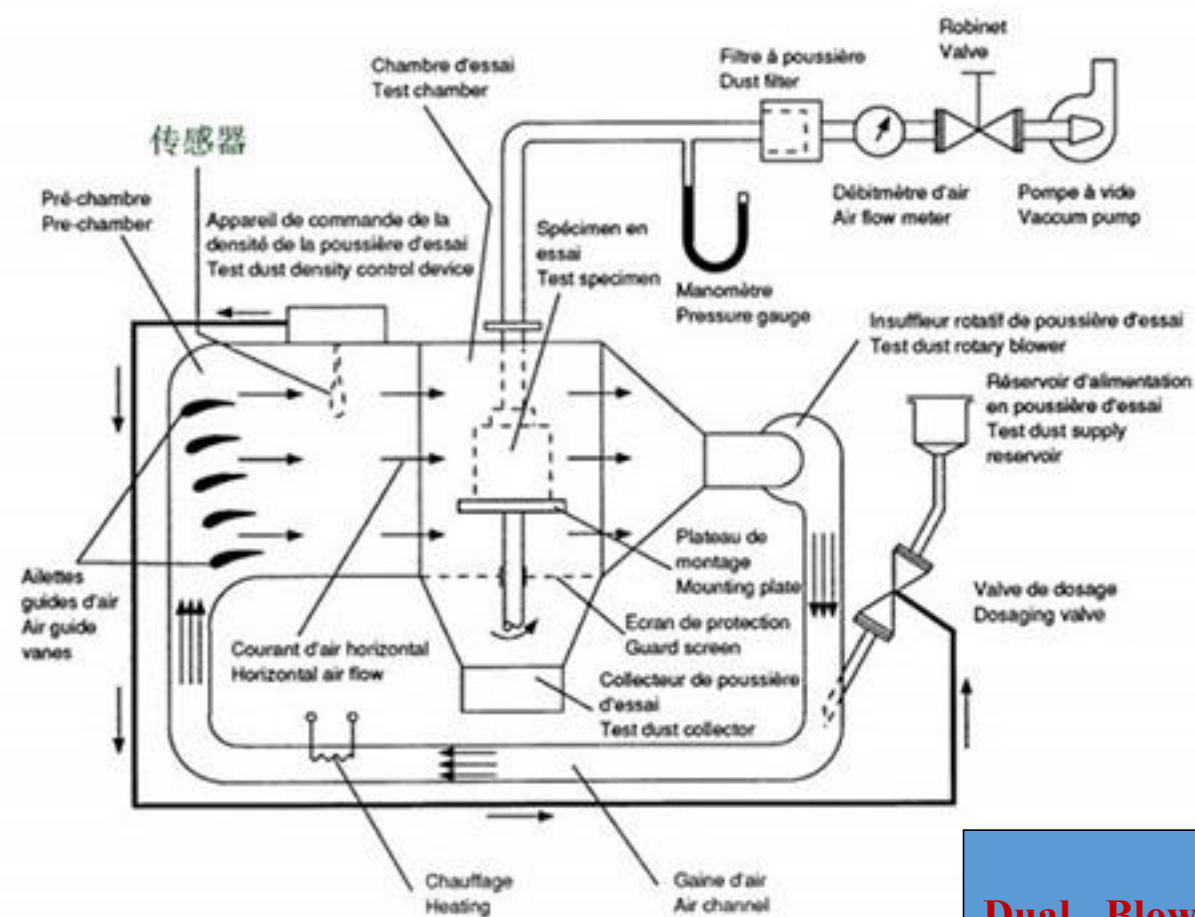 Robinet
Valve
Filtre à poussière
Dust filter
Chambre d'essai
Test chamber
传感器
Débitmètre d'air
Air flow meter
Pompe à vide
Vaccum pump
Pré-chambre
Pre-chamber
Appareil de commande de la
densité de la poussière d'essai
Test dust density control device
Spécimen en
essai
Test specimen
Manomètre
Pressure gauge
Insuffleur rotatif de poussière d'essai
Test dust rotary blower
Réservoir d'alimentation
en poussière d'essai
Test dust supply
reservoir
Plateau de
montage
Mounting plate
Ailettes
guides d'air
Air guide
vanes
Valve de dosage
Dosaging valve
Ecran de protection
Guard screen
Courant d'air horizontal
Horizontal air flow
Collecteur de poussière
d'essai
Test dust collector
Chauffage
Heating
Gaine d'air
Air channel
Dual Blow